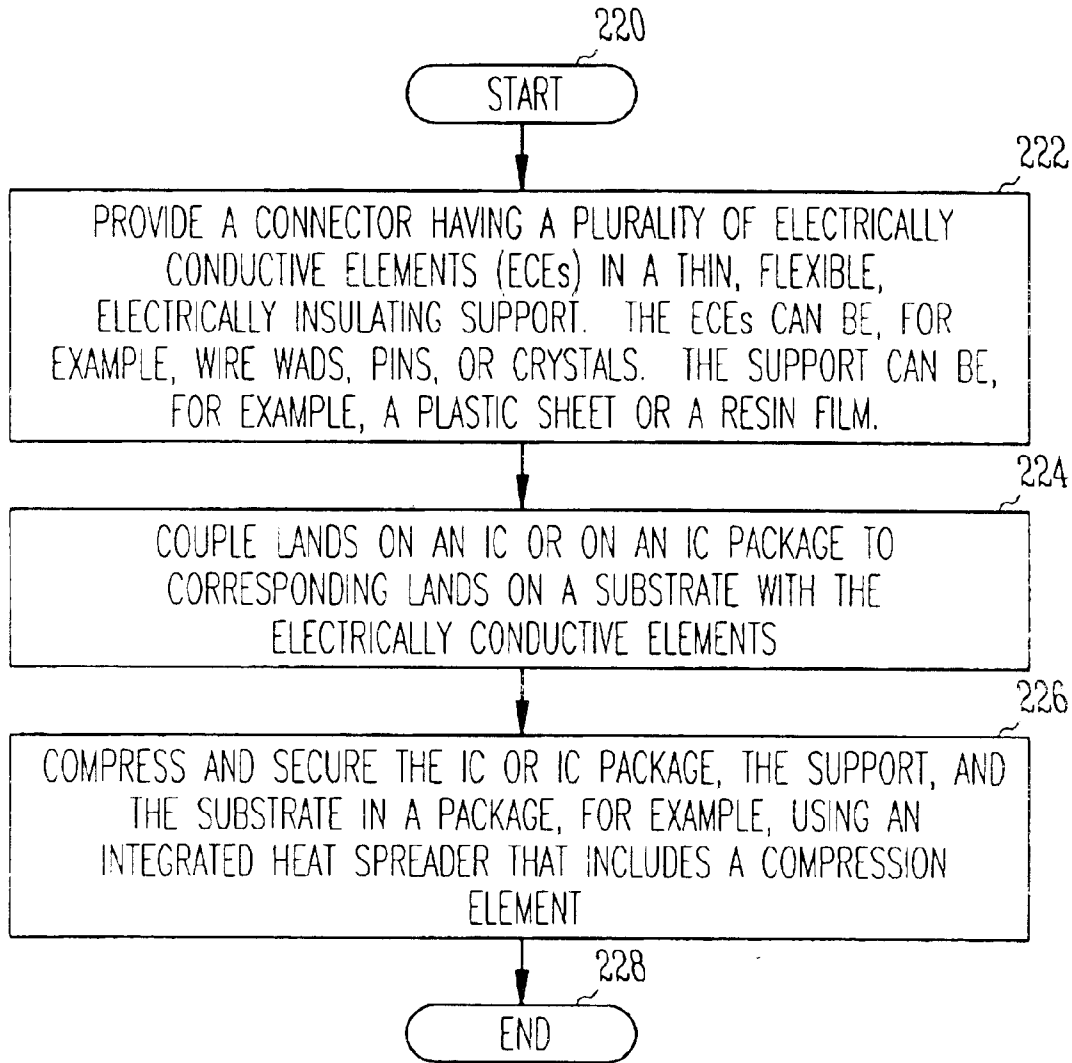 220
START
222
PROVIDE A CONNECTOR HAVING A PLURALITY OF ELECTRICALLY
CONDUCTIVE ELEMENTS (ECEs) IN A THIN, FLEXIBLE,
ELECTRICALLY INSULATING SUPPORT. THE ECEs CAN BE, FOR
EXAMPLE, WIRE WADS, PINS, OR CRYSTALS. THE SUPPORT CAN BE,
FOR EXAMPLE, A PLASTIC SHEET OR A RESIN FILM.
224
COUPLE LANDS ON AN IC OR ON AN IC PACKAGE TO
CORRESPONDING LANDS ON A SUBSTRATE WITH THE
ELECTRICALLY CONDUCTIVE ELEMENTS
226
COMPRESS AND SECURE THE IC OR IC PACKAGE, THE SUPPORT, AND
THE SUBSTRATE IN A PACKAGE, FOR EXAMPLE, USING AN
INTEGRATED HEAT SPREADER THAT INCLUDES A COMPRESSION
ELEMENT
228
END